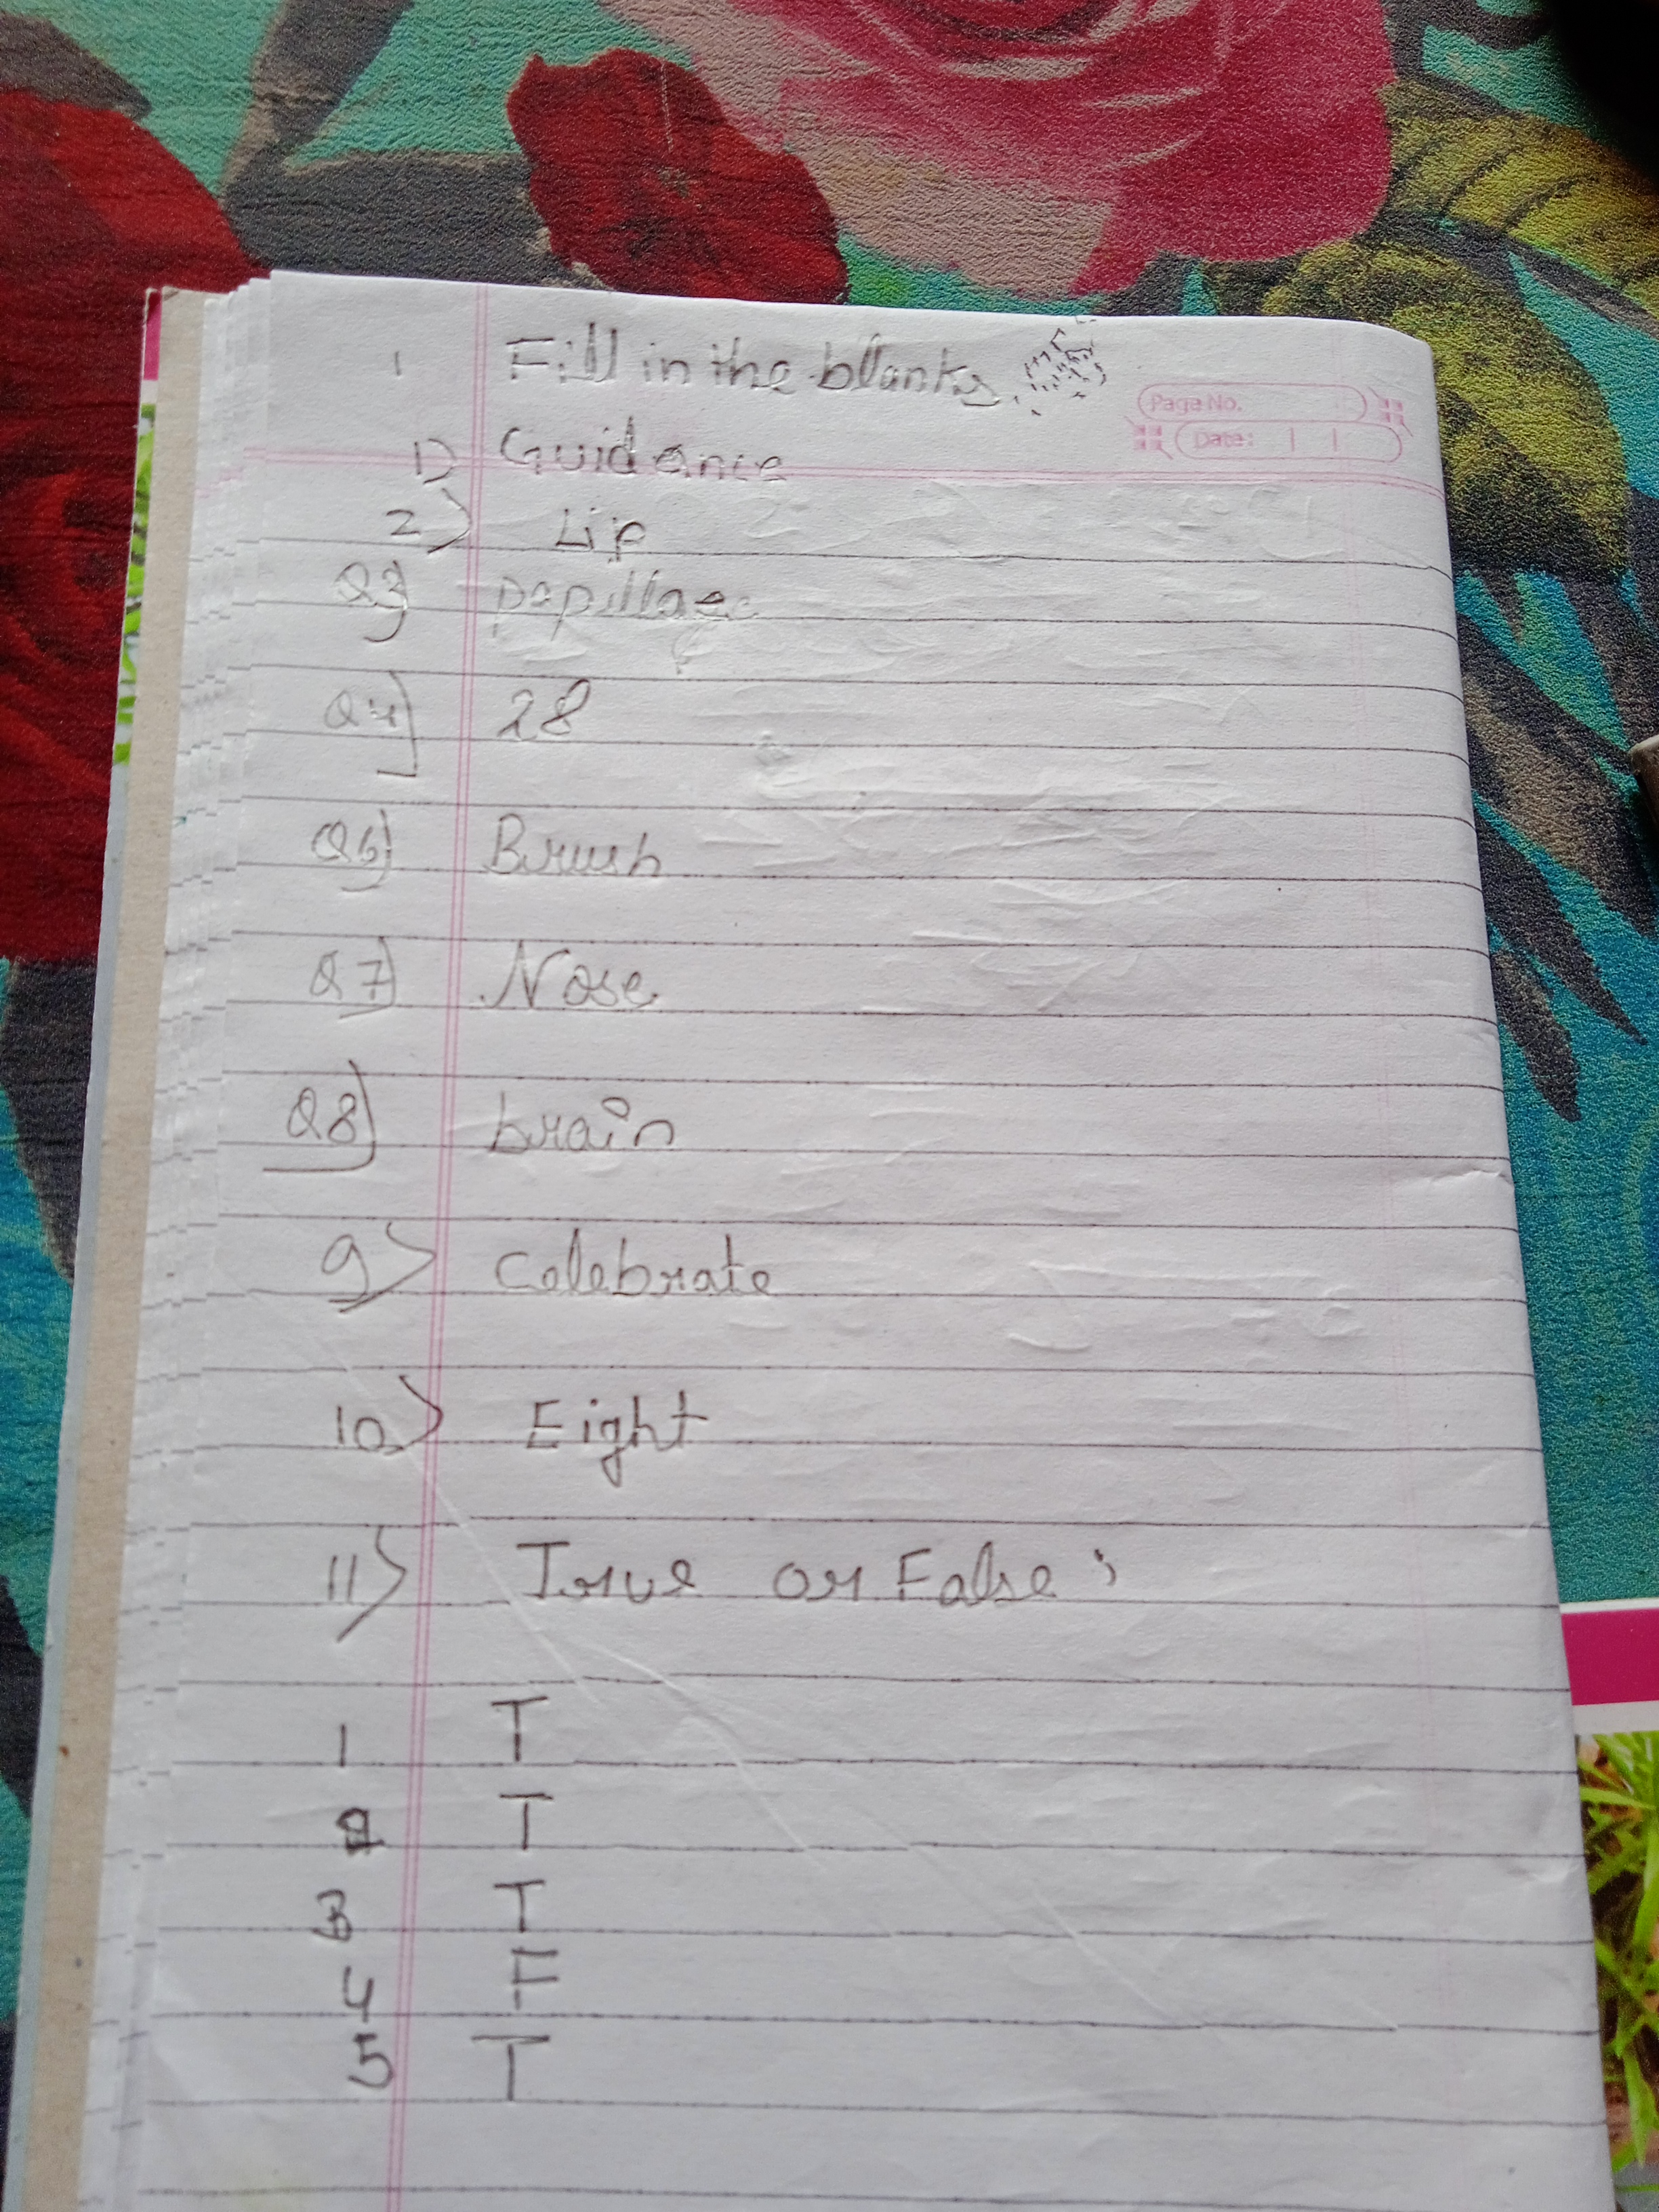 1 Fill in the blanks
Page No.
Date:
1) Guidance
2) Lip
Q3) papillae
Q4) 28
Q6) Brush
Q7) Nose
Q8) brain
9) Celebrate
10) Eight
11) True or False :
1 T
2 T
3 T
4 F
5 T